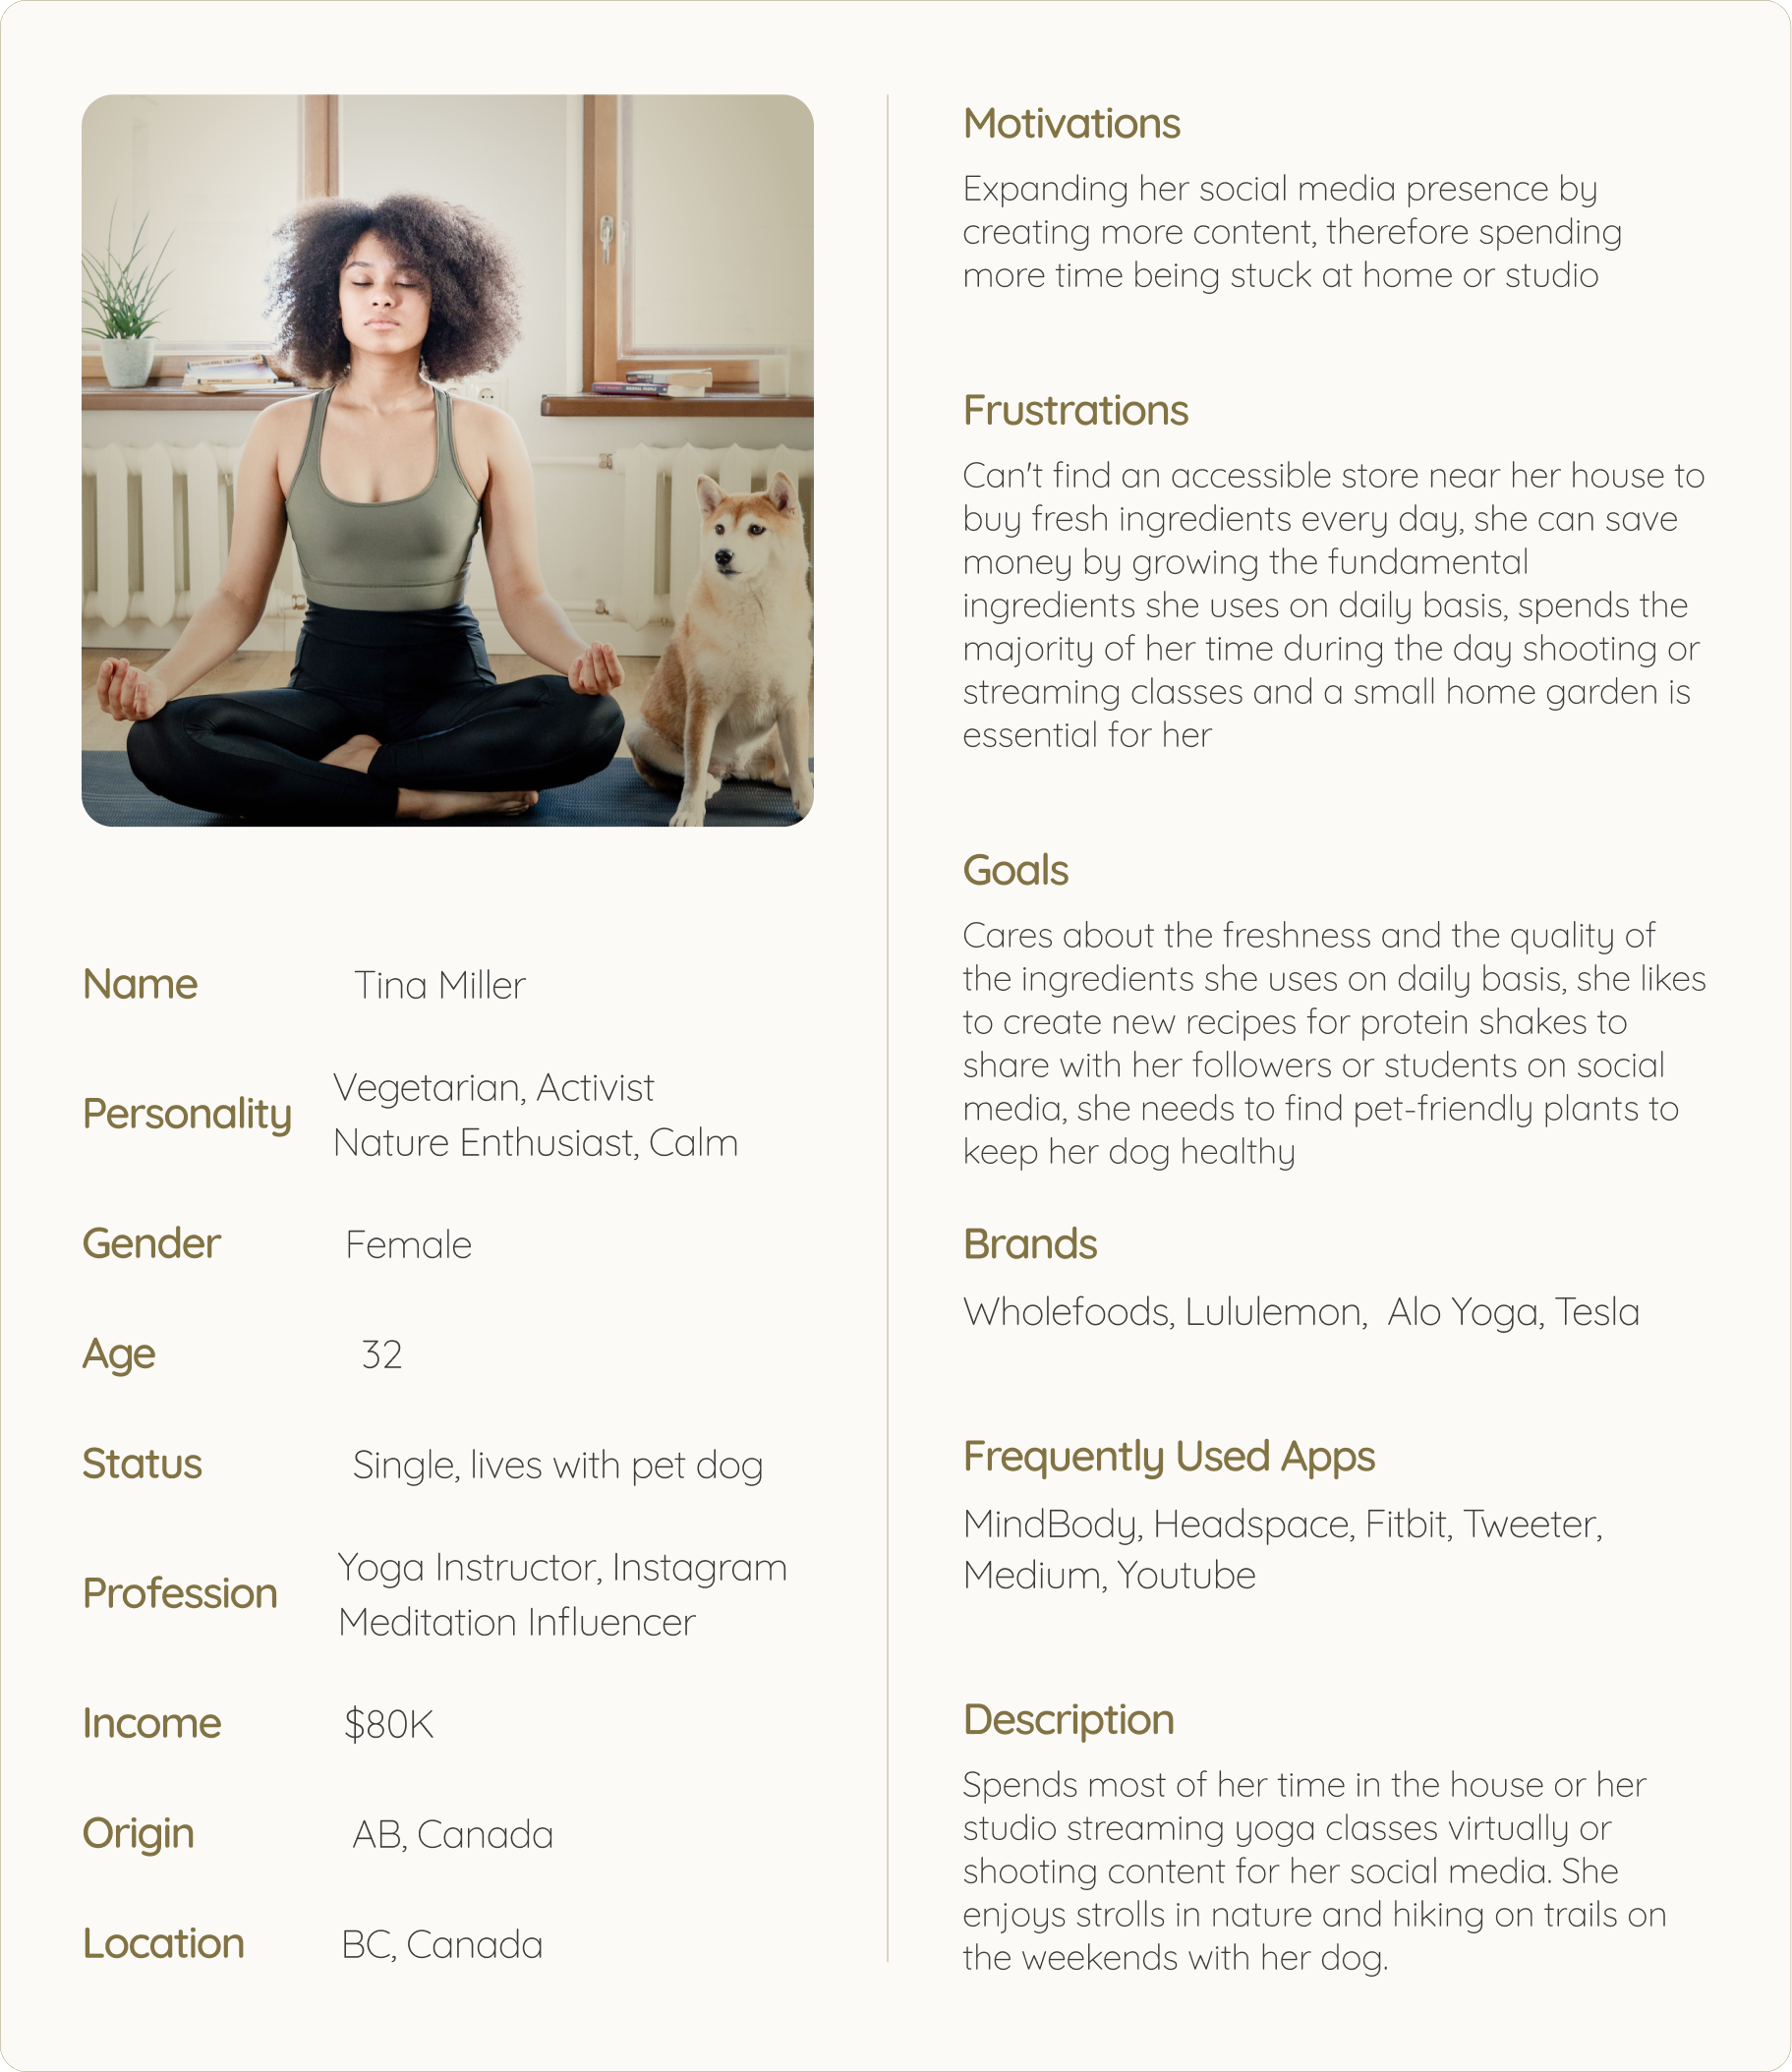 Name
Tina Miller
Personality
Vegetarian, Activist
Nature Enthusiast, Calm
Gender
Female
Age
32
Status
Single, lives with pet dog
Profession
Yoga Instructor, Instagram
Meditation Influencer
Income
$80K
Origin
AB, Canada
Location
BC, Canada
Motivations
Expanding her social media presence by
creating more content, therefore spending
more time being stuck at home or studio
Frustrations
Can't find an accessible store near her house to
buy fresh ingredients every day, she can save
money by growing the fundamental
ingredients she uses on daily basis, spends the
majority of her time during the day shooting or
streaming classes and a small home garden is
essential for her
Goals
Cares about the freshness and the quality of
the ingredients she uses on daily basis, she likes
to create new recipes for protein shakes to
share with her followers or students on social
media, she needs to find pet-friendly plants to
keep her dog healthy
Brands
Wholefoods, Lululemon, Alo Yoga, Tesla
Frequently Used Apps
MindBody, Headspace, Fitbit, Tweeter,
Medium, Youtube
Description
Spends most of her time in the house or her
studio streaming yoga classes virtually or
shooting content for her social media. She
enjoys strolls in nature and hiking on trails on
the weekends with her dog.